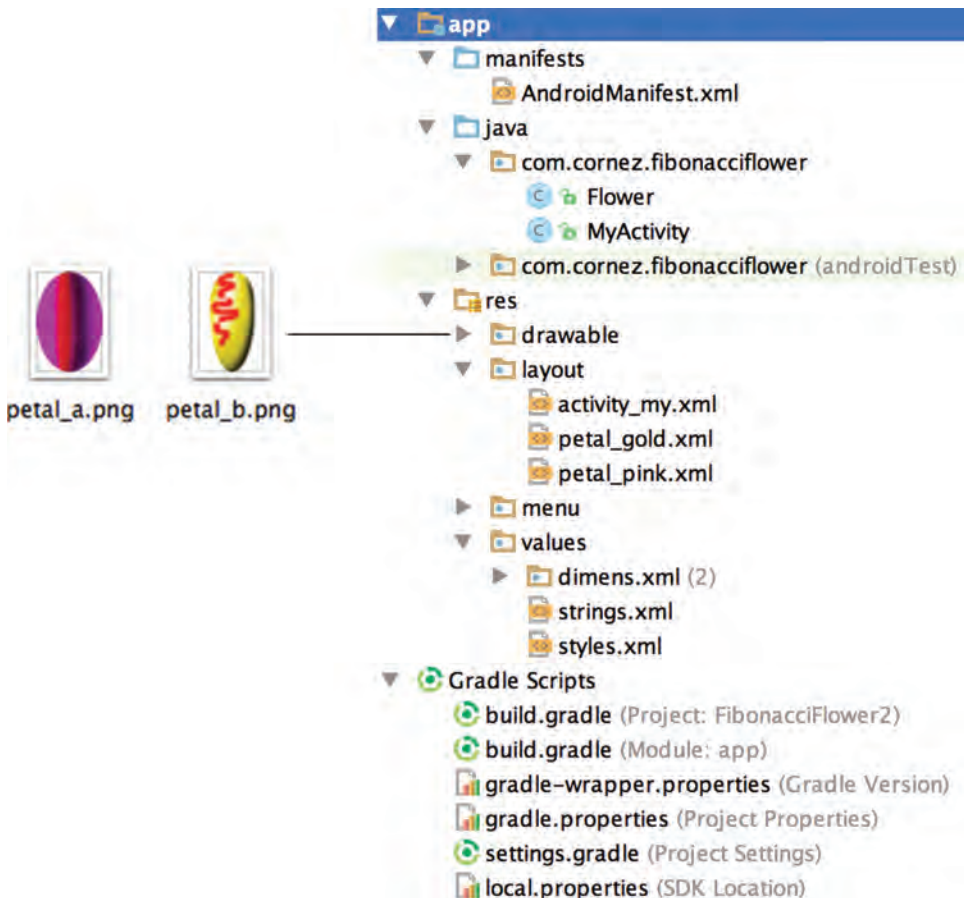 app
manifests
AndroidManifest.xml
java
com.cornez.fibonacciflower
Flower
MyActivity
com.cornez.fibonacciflower (androidTest)
res
drawable
layout
activity_my.xml
petal_gold.xml
petal_pink.xml
menu
values
dimens.xml (2)
strings.xml
styles.xml
Gradle Scripts
build.gradle (Project: FibonacciFlower2)
build.gradle (Module: app)
gradle-wrapper.properties (Gradle Version)
gradle.properties (Project Properties)
settings.gradle (Project Settings)
local.properties (SDK Location)
petal_a.png
petal_b.png